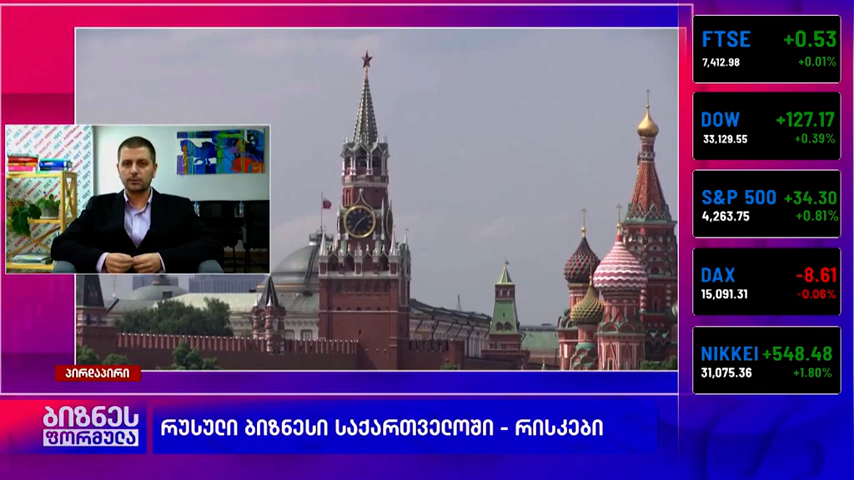 FTSE +0.53
7,412.98 +0.01%
DOW +127.17
33,129.55 +0.39%
S&P 500 +34.30
4,263.75 +0.81%
DAX -8.61
15,091.31 -0.06%
NIKKEI +548.48
31,075.36 +1.80%
ISET
პირდაპირი
ბიზნეს
ფორმულა
რუსული ბიზნესი საქართველოში - რისკები